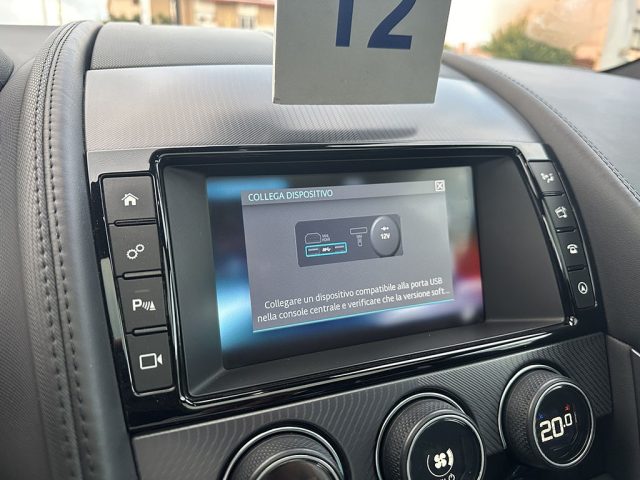 12
COLLEGA DISPOSITIVO
12V
Collegare un dispositivo compatibile alla porta USB
nella console centrale e verificare che la versione soft...
P
20.0